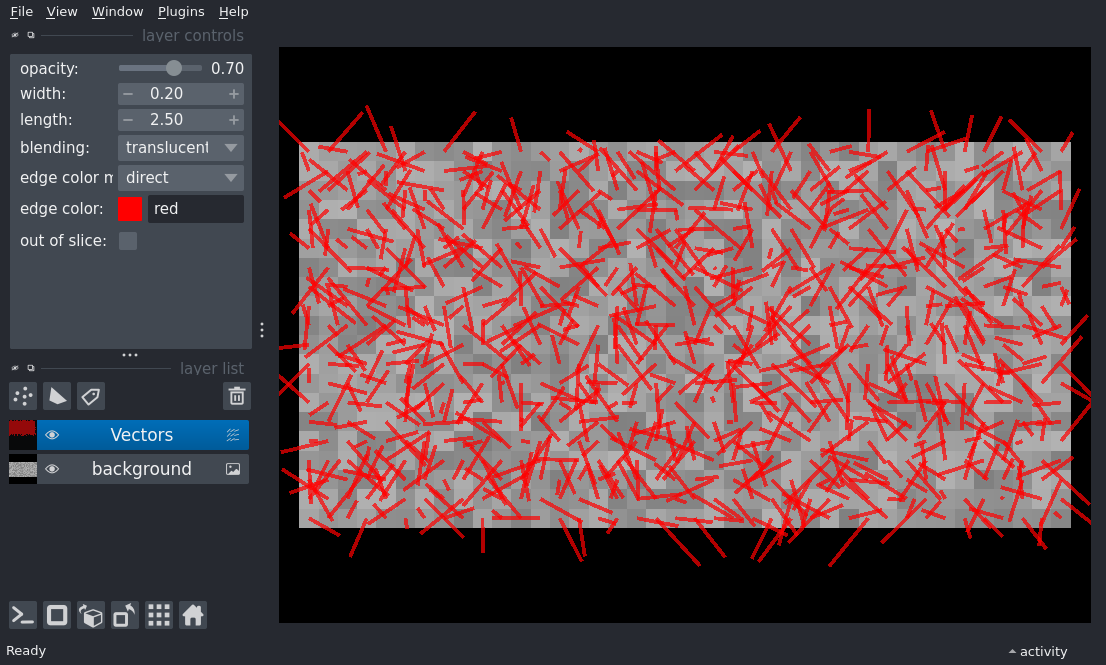 File View Window Plugins Help
layer controls
opacity: 0.70
width: − 0.20 +
length: − 2.50 +
blending: translucent
edge color m direct
edge color: red
out of slice:
layer list
Vectors
background
Ready
activity